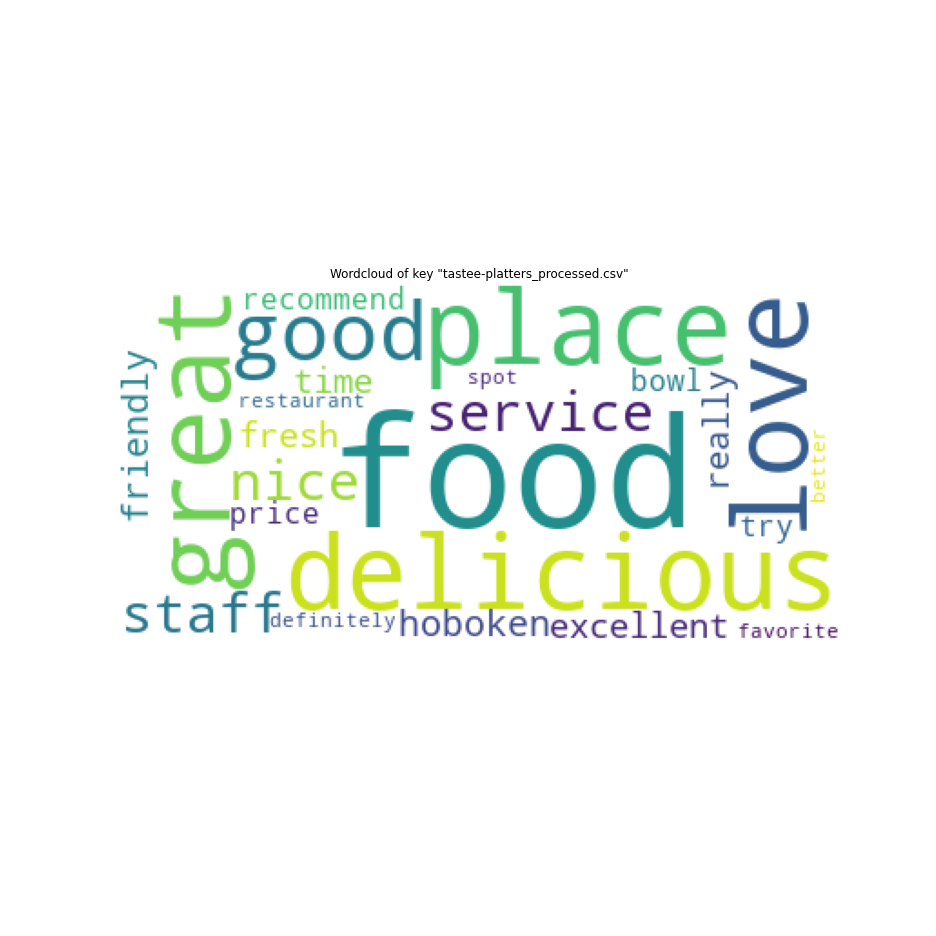 Wordcloud of key "tastee-platters_processed.csv"
recommend
great
good
place
love
friendly
time
spot
bowl
restaurant
service
really
fresh
food
better
nice
price
try
delicious
staff
definitely
hoboken
excellent
favorite